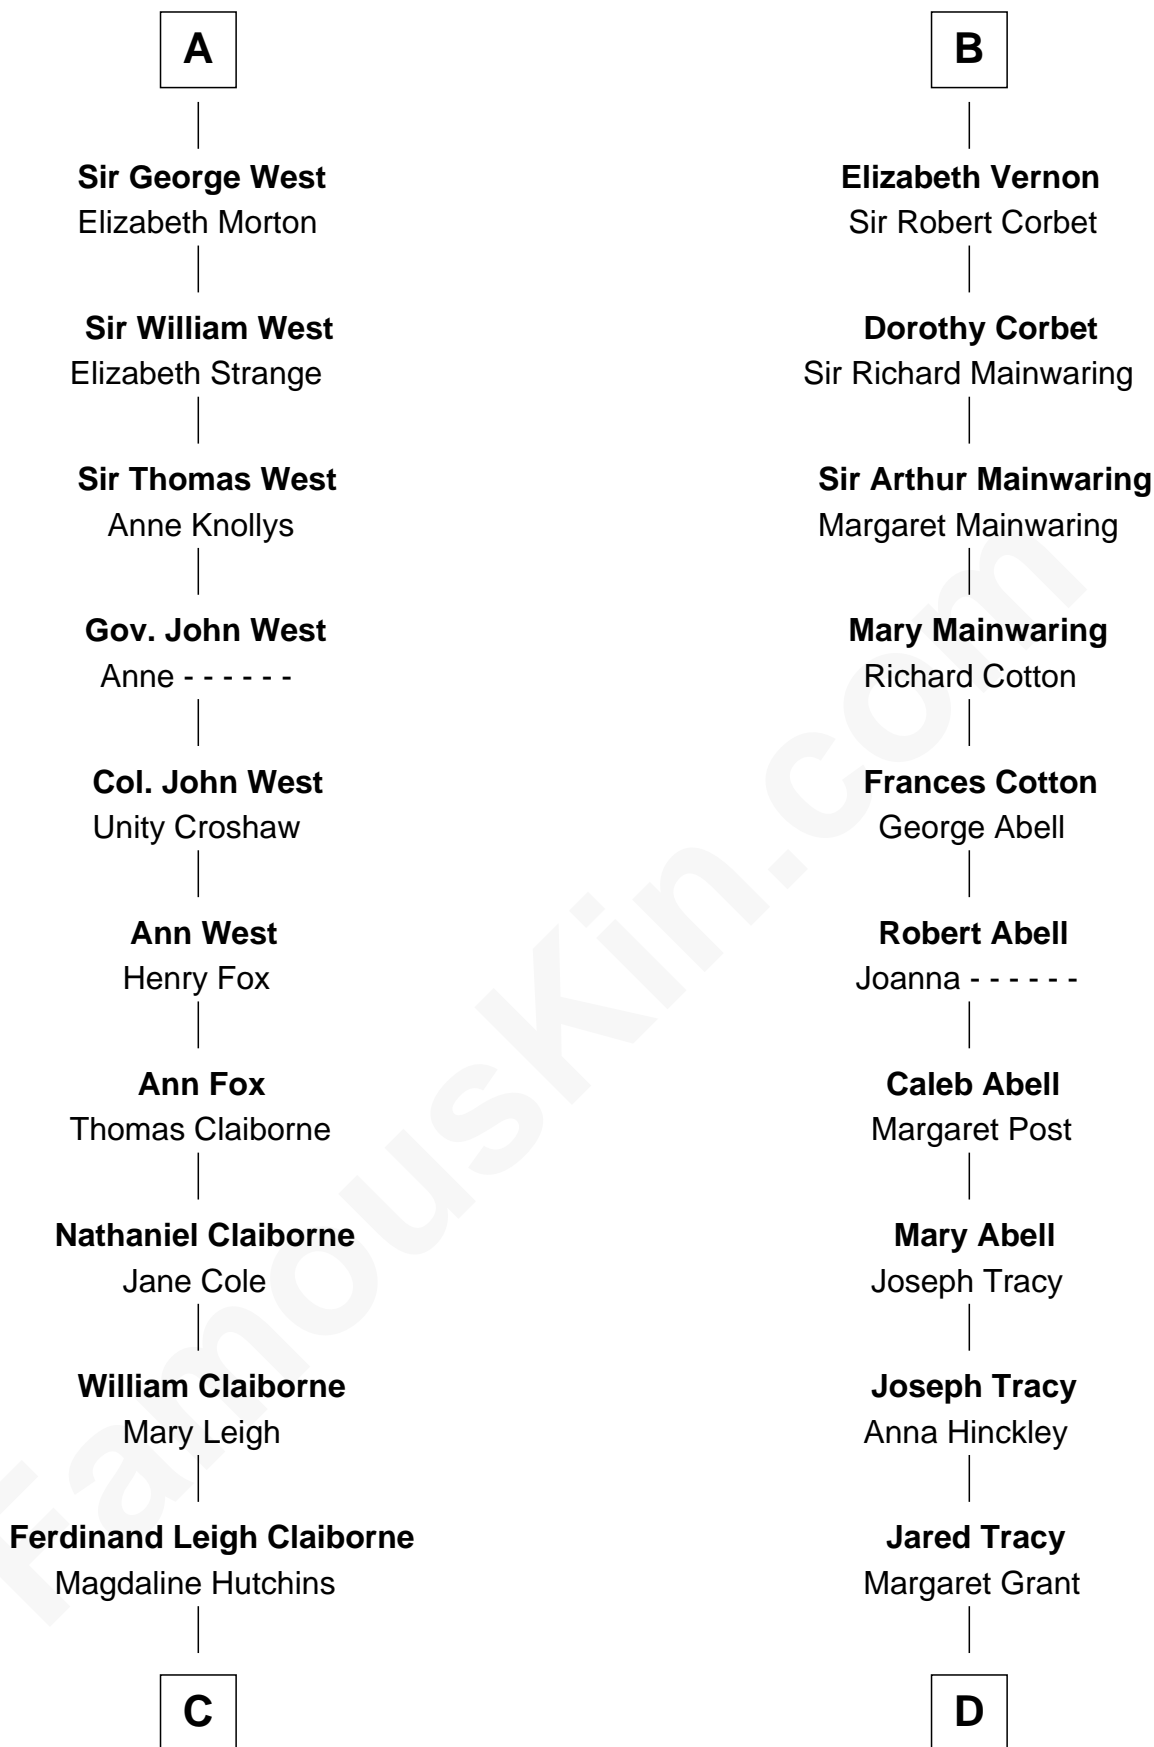 A
Sir George West
Elizabeth Morton
Sir William West
Elizabeth Strange
Sir Thomas West
Anne Knollys
Gov. John West
Anne - - - - - -
Col. John West
Unity Croshaw
Ann West
Henry Fox
Ann Fox
Thomas Claiborne
Nathaniel Claiborne
Jane Cole
William Claiborne
Mary Leigh
Ferdinand Leigh Claiborne
Magdaline Hutchins
C
B
Elizabeth Vernon
Sir Robert Corbet
Dorothy Corbet
Sir Richard Mainwaring
Sir Arthur Mainwaring
Margaret Mainwaring
Mary Mainwaring
Richard Cotton
Frances Cotton
George Abell
Robert Abell
Joanna - - - - - -
Caleb Abell
Margaret Post
Mary Abell
Joseph Tracy
Joseph Tracy
Anna Hinckley
Jared Tracy
Margaret Grant
D
FamousKin.com